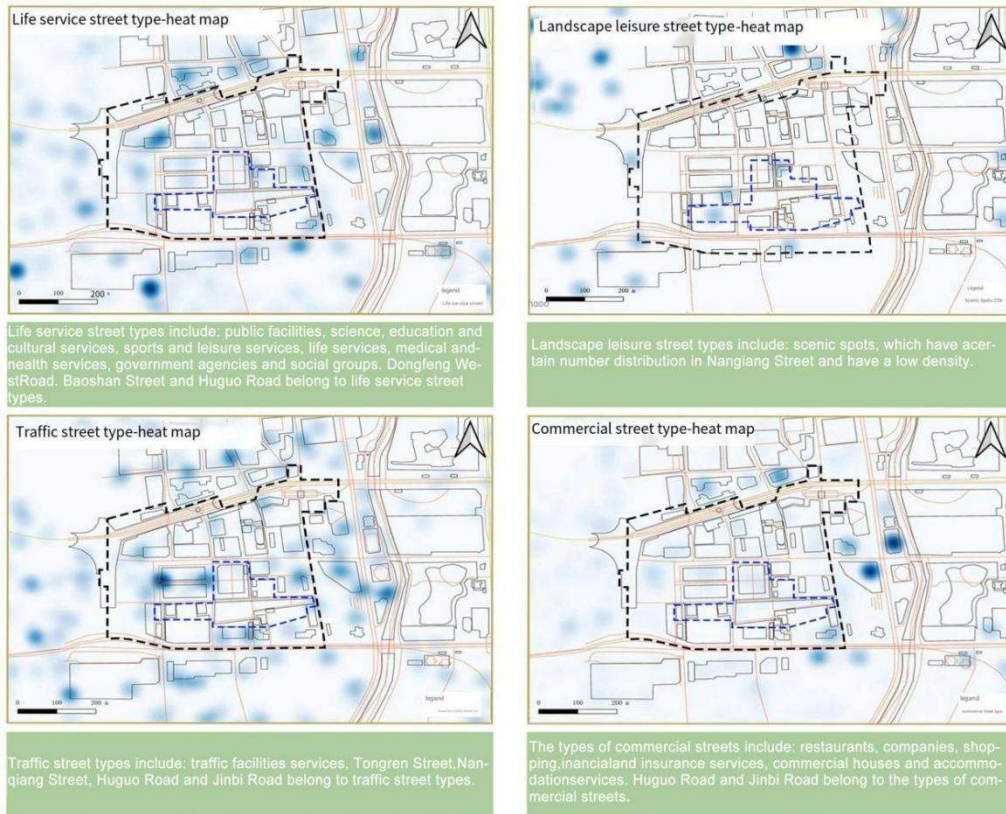 Life service street type-heat map
Landscape leisure street type-heat map
0 100 200
legend
Life service street
0 100 200 m
Legend
Scenic Spots CSV
1000
Life service street types include: public facilities, science, education and
cultural services, sports and leisure services, life services, medical and-
health services, government agencies and social groups. Dongfeng We-
stRoad. Baoshan Street and Huguo Road belong to life service street
types.
Landscape leisure street types include: scenic spots, which have acer-
tain number distribution in Nangiang Street and have a low density.
Traffic street type-heat map
Commercial street type-heat map
0 100 200 m
legend
0 100 200 m
legend
commercial street type
Traffic street types include: traffic facilities services, Tongren Street,Nan-
qiang Street, Huguo Road and Jinbi Road belong to traffic street types.
The types of commercial streets include: restaurants, companies, shop-
ping,inancialand insurance services, commercial houses and accommo-
dationservices. Huguo Road and Jinbi Road belong to the types of com-
mercial streets.